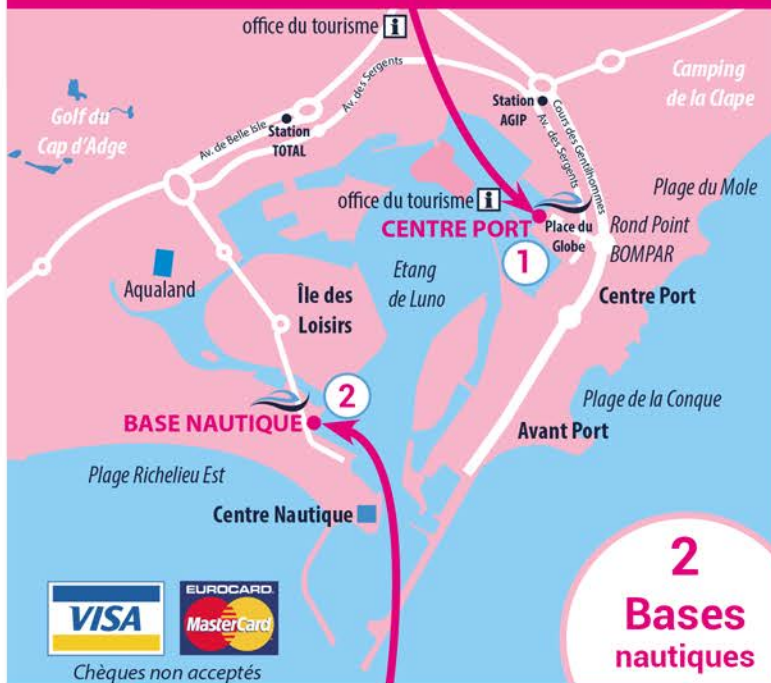 office du tourisme i
Camping
de la Clape
Golf du
Cap d'Adge
Av. des Sergents
Av. de Belle Isle
Station
TOTAL
Station
AGIP
Cours des Gentilhommes
Av. des Sergents
Plage du Mole
office du tourisme i
CENTRE PORT
1
Place du
Globe
Rond Point
BOMPAR
Etang
de Luno
Aqualand
Île des
Loisirs
Centre Port
Plage de la Conque
2
BASE NAUTIQUE
Avant Port
Plage Richelieu Est
Centre Nautique
VISA
EUROCARD
MasterCard
Chèques non acceptés
2
Bases
nautiques